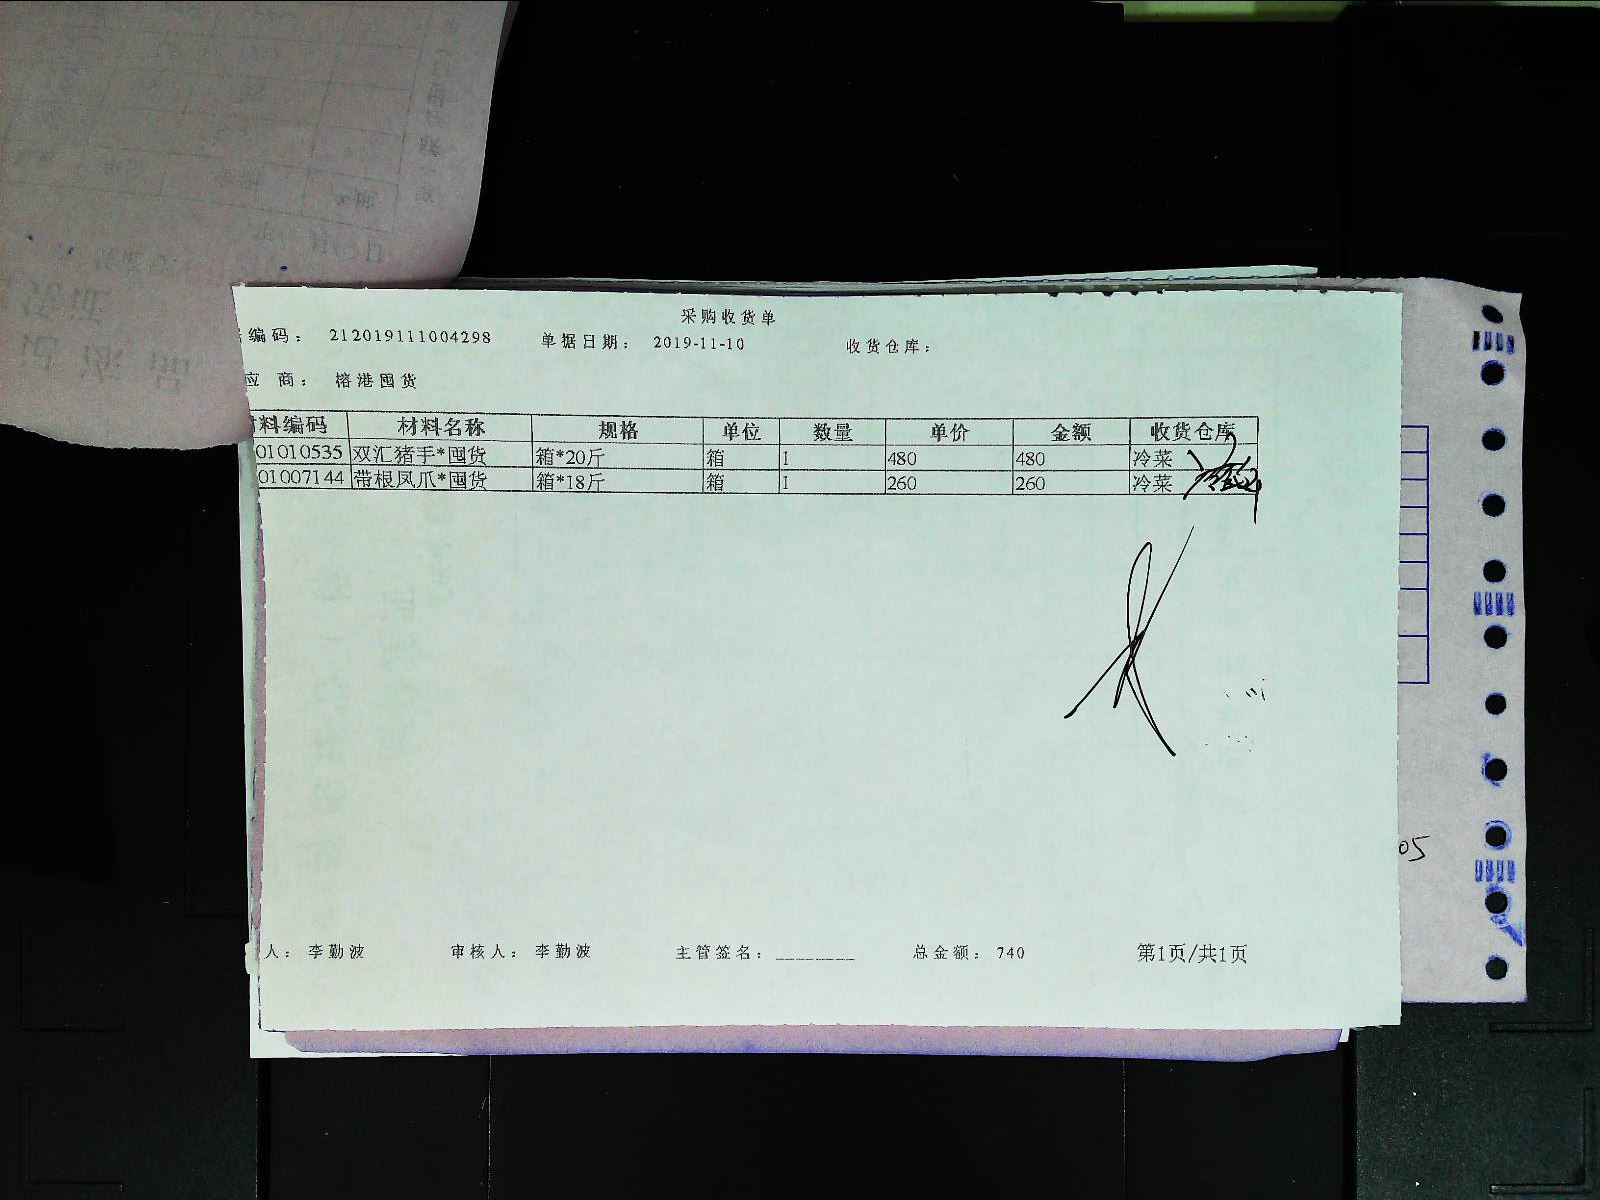 采购收货单
编码： 212019111004298 单据日期： 2019-11-10 收货仓库：
应 商： 榕港囤货
料编码 材料名称 规格 单位 数量 单价 金额 收货仓库
01010535 双汇猪手*囤货 箱*20斤 箱 1 480 480 冷菜
01007144 带根凤爪*囤货 箱*18斤 箱 1 260 260 冷菜
05
人： 李勤波 审核人： 李勤波 主管签名： ________ 总金额： 740 第1页/共1页